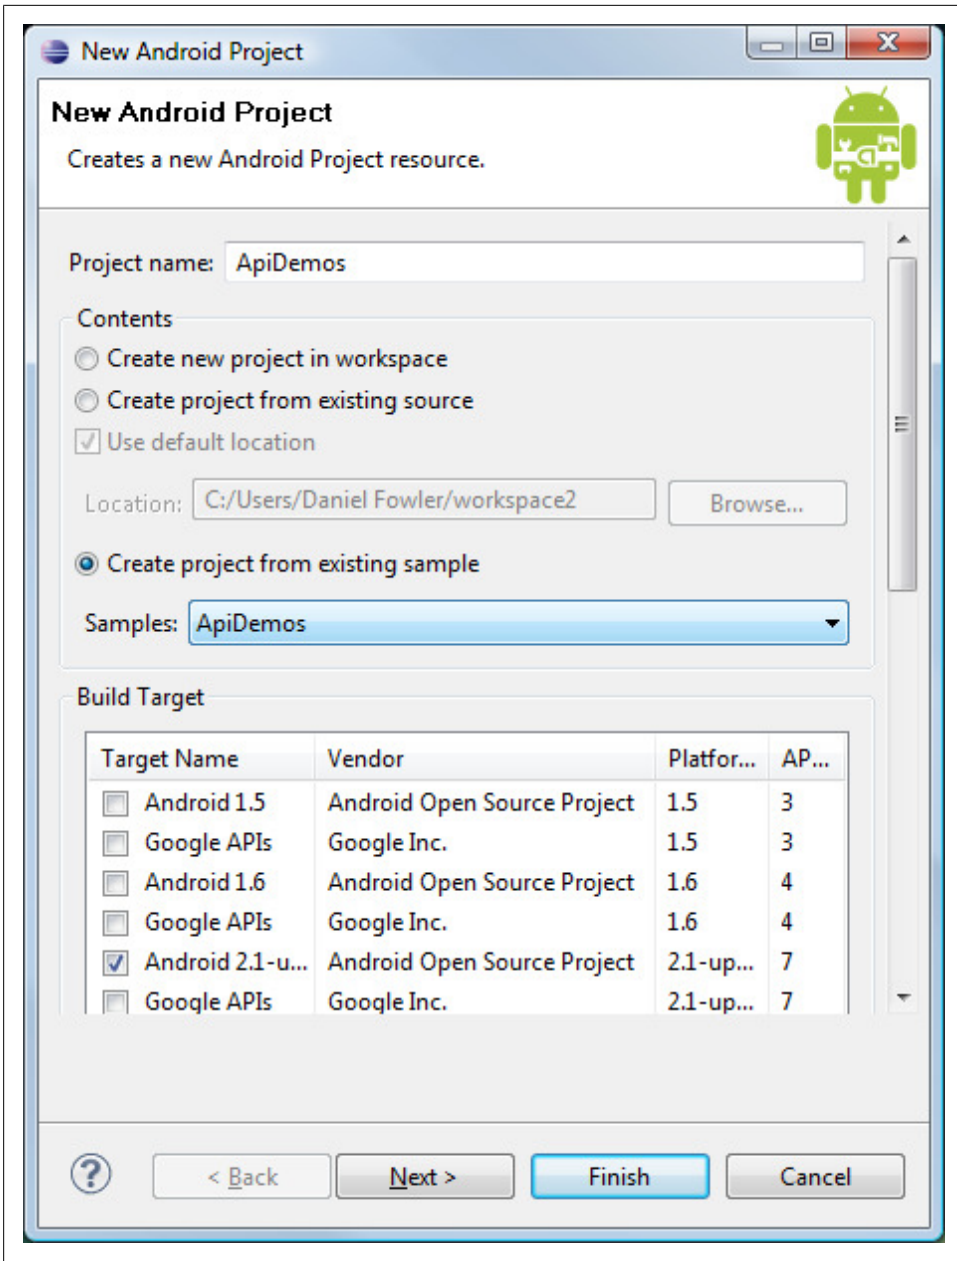 New Android Project
New Android Project
Creates a new Android Project resource.
Project name: ApiDemos
Contents
Create new project in workspace
Create project from existing source
Use default location
Location: C:/Users/Daniel Fowler/workspace2 Browse...
Create project from existing sample
Samples: ApiDemos
Build Target
Target Name Vendor Platfor... AP...
Android 1.5 Android Open Source Project 1.5 3
Google APIs Google Inc. 1.5 3
Android 1.6 Android Open Source Project 1.6 4
Google APIs Google Inc. 1.6 4
Android 2.1-u... Android Open Source Project 2.1-up... 7
Google APIs Google Inc. 2.1-up... 7
? < Back Next > Finish Cancel